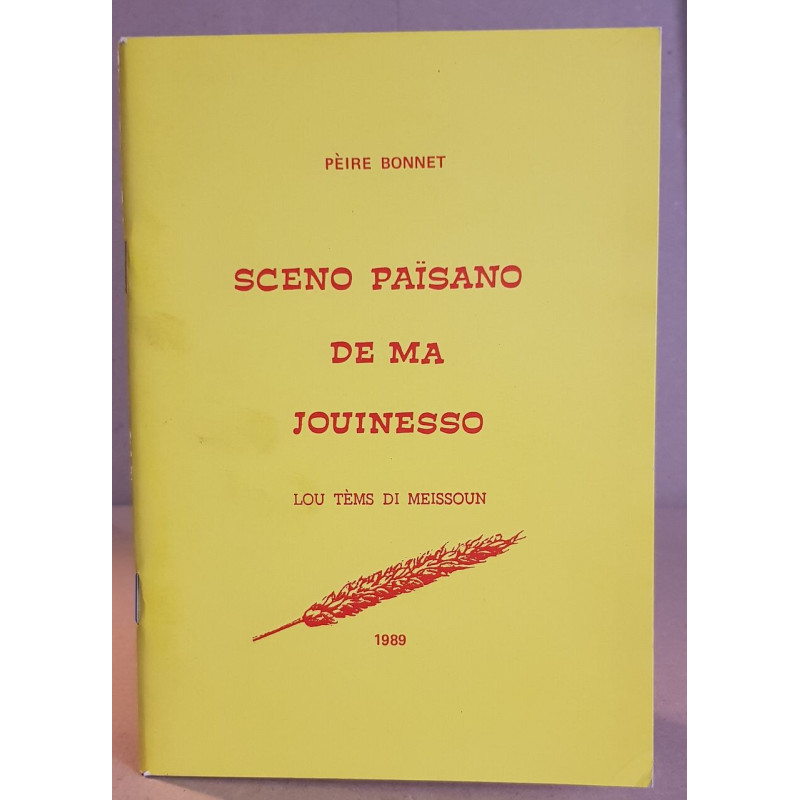 PÈIRE BONNET
SCENO PAÏSANO
DE MA
JOUINESSO
LOU TÈMS DI MEISSOUN
1989